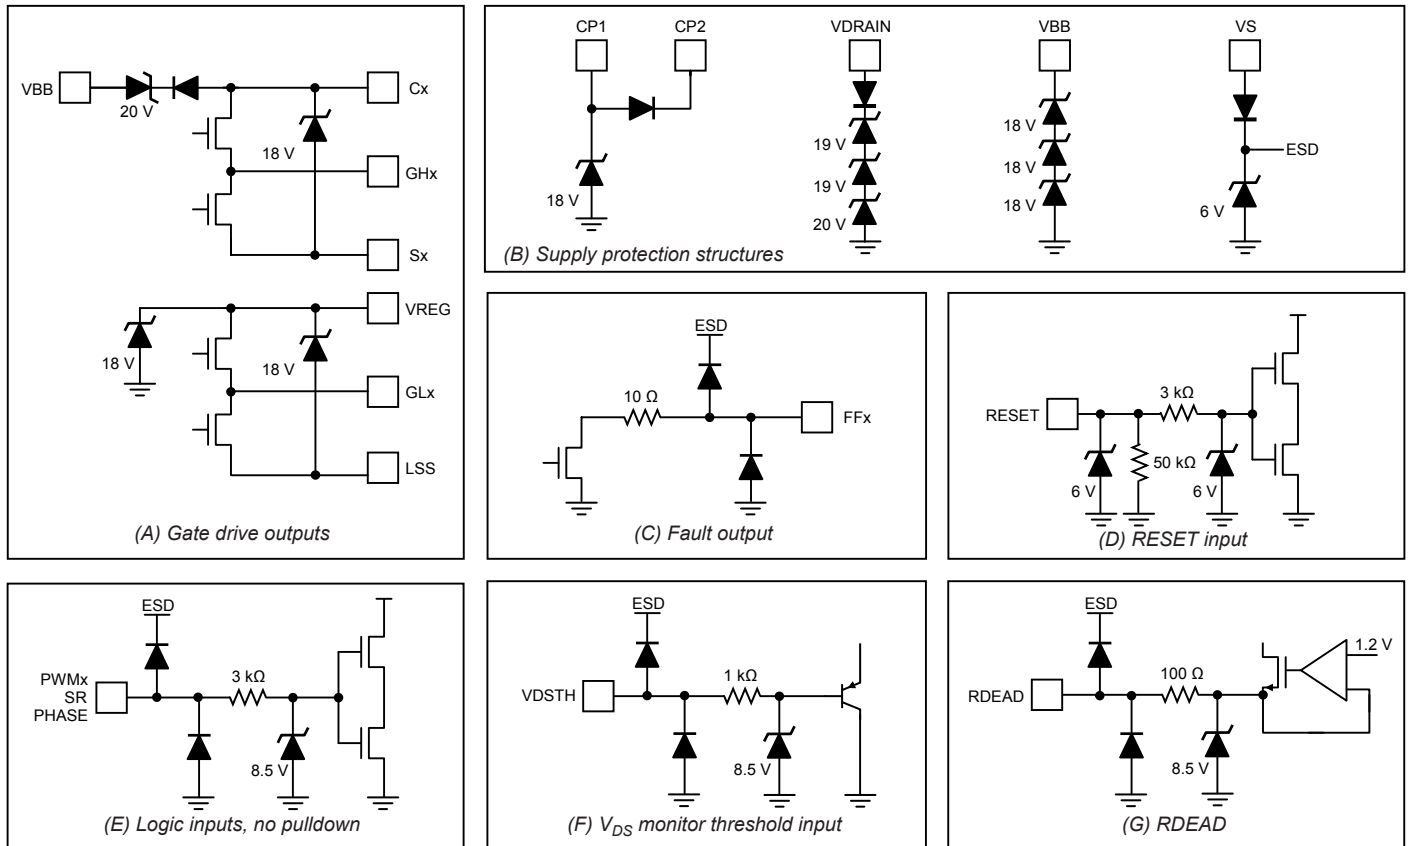 VBB
20 V
18 V
Cx
GHx
Sx
18 V
18 V
VREG
GLx
LSS
(A) Gate drive outputs
CP1
CP2
VDRAIN
VBB
VS
18 V
19 V
19 V
20 V
18 V
18 V
18 V
ESD
6 V
(B) Supply protection structures
ESD
10 Ω
FFx
(C) Fault output
RESET
3 kΩ
50 kΩ
6 V
6 V
(D) RESET input
ESD
PWMx
SR
PHASE
3 kΩ
8.5 V
(E) Logic inputs, no pulldown
ESD
VDSTH
1 kΩ
8.5 V
(F) VDS monitor threshold input
ESD
RDEAD
100 Ω
1.2 V
8.5 V
(G) RDEAD